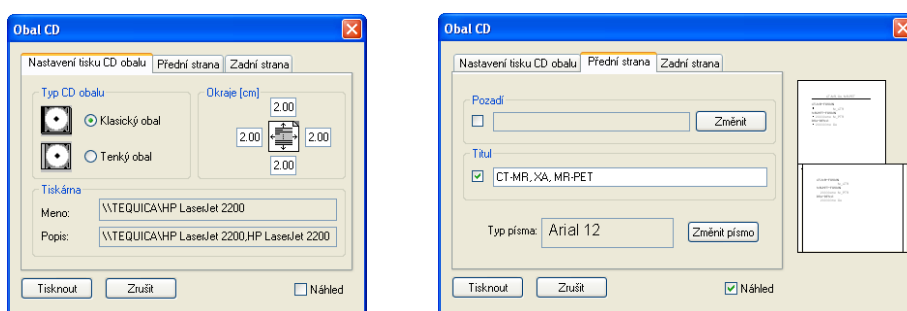 Obal CD
Nastavení tisku CD obalu Přední strana Zadní strana
Typ CD obalu
Klasický obal
Tenký obal
Okraje [cm]
2.00
2.00 2.00
2.00
Tiskárna
Meno: \\TEQUICA\HP LaserJet 2200
Popis: \\TEQUICA\HP LaserJet 2200,HP LaserJet 2200
Tisknout Zrušit Náhled
Obal CD
Nastavení tisku CD obalu Přední strana Zadní strana
Pozadí
Změnit
Titul
CT-MR, XA, MR-PET
Typ písma: Arial 12 Změnit písmo
Tisknout Zrušit Náhled